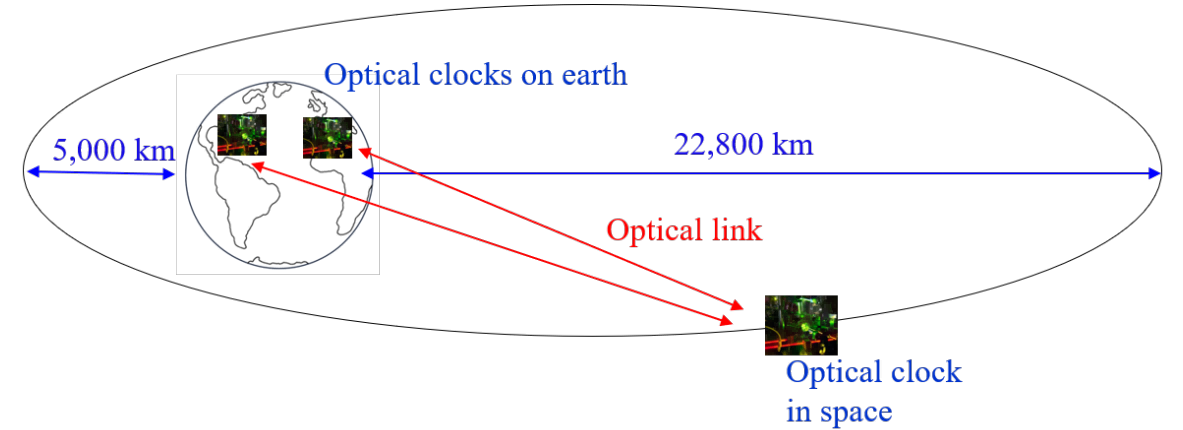 Optical clocks on earth
5,000 km
22,800 km
Optical link
Optical clock
in space